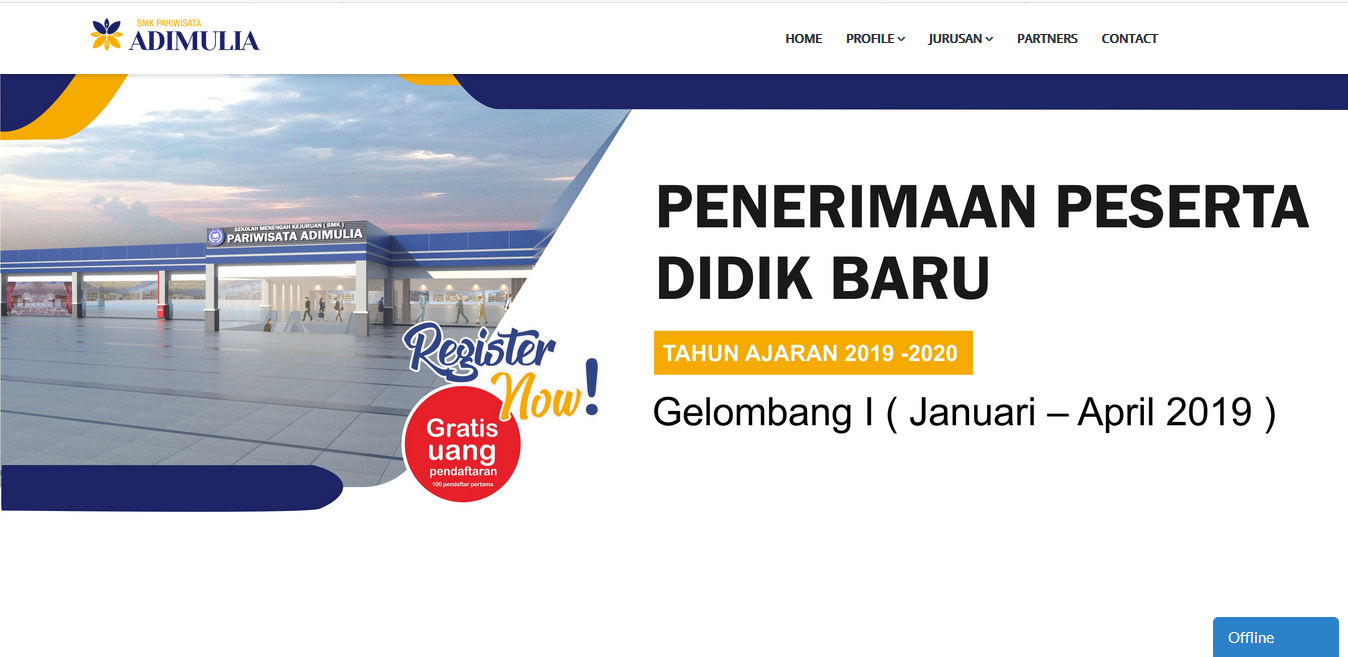 SMK PARIWISATA
ADIMULIA
HOME
PROFILE
JURUSAN
PARTNERS
CONTACT
SEKOLAH MENENGAH KEJURUAN ( SMK )
PARIWISATA ADIMULIA
PENERIMAAN PESERTA
DIDIK BARU
TAHUN AJARAN 2019 -2020
Gelombang I ( Januari – April 2019 )
Register
Now!
Gratis
uang
pendaftaran
100 pendaftar pertama
Offline